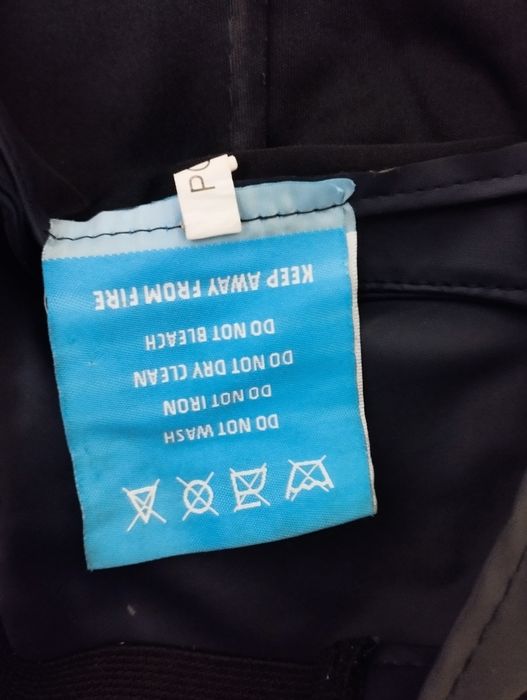 DO NOT WASH
DO NOT IRON
DO NOT DRY CLEAN
DO NOT BLEACH
KEEP AWAY FROM FIRE